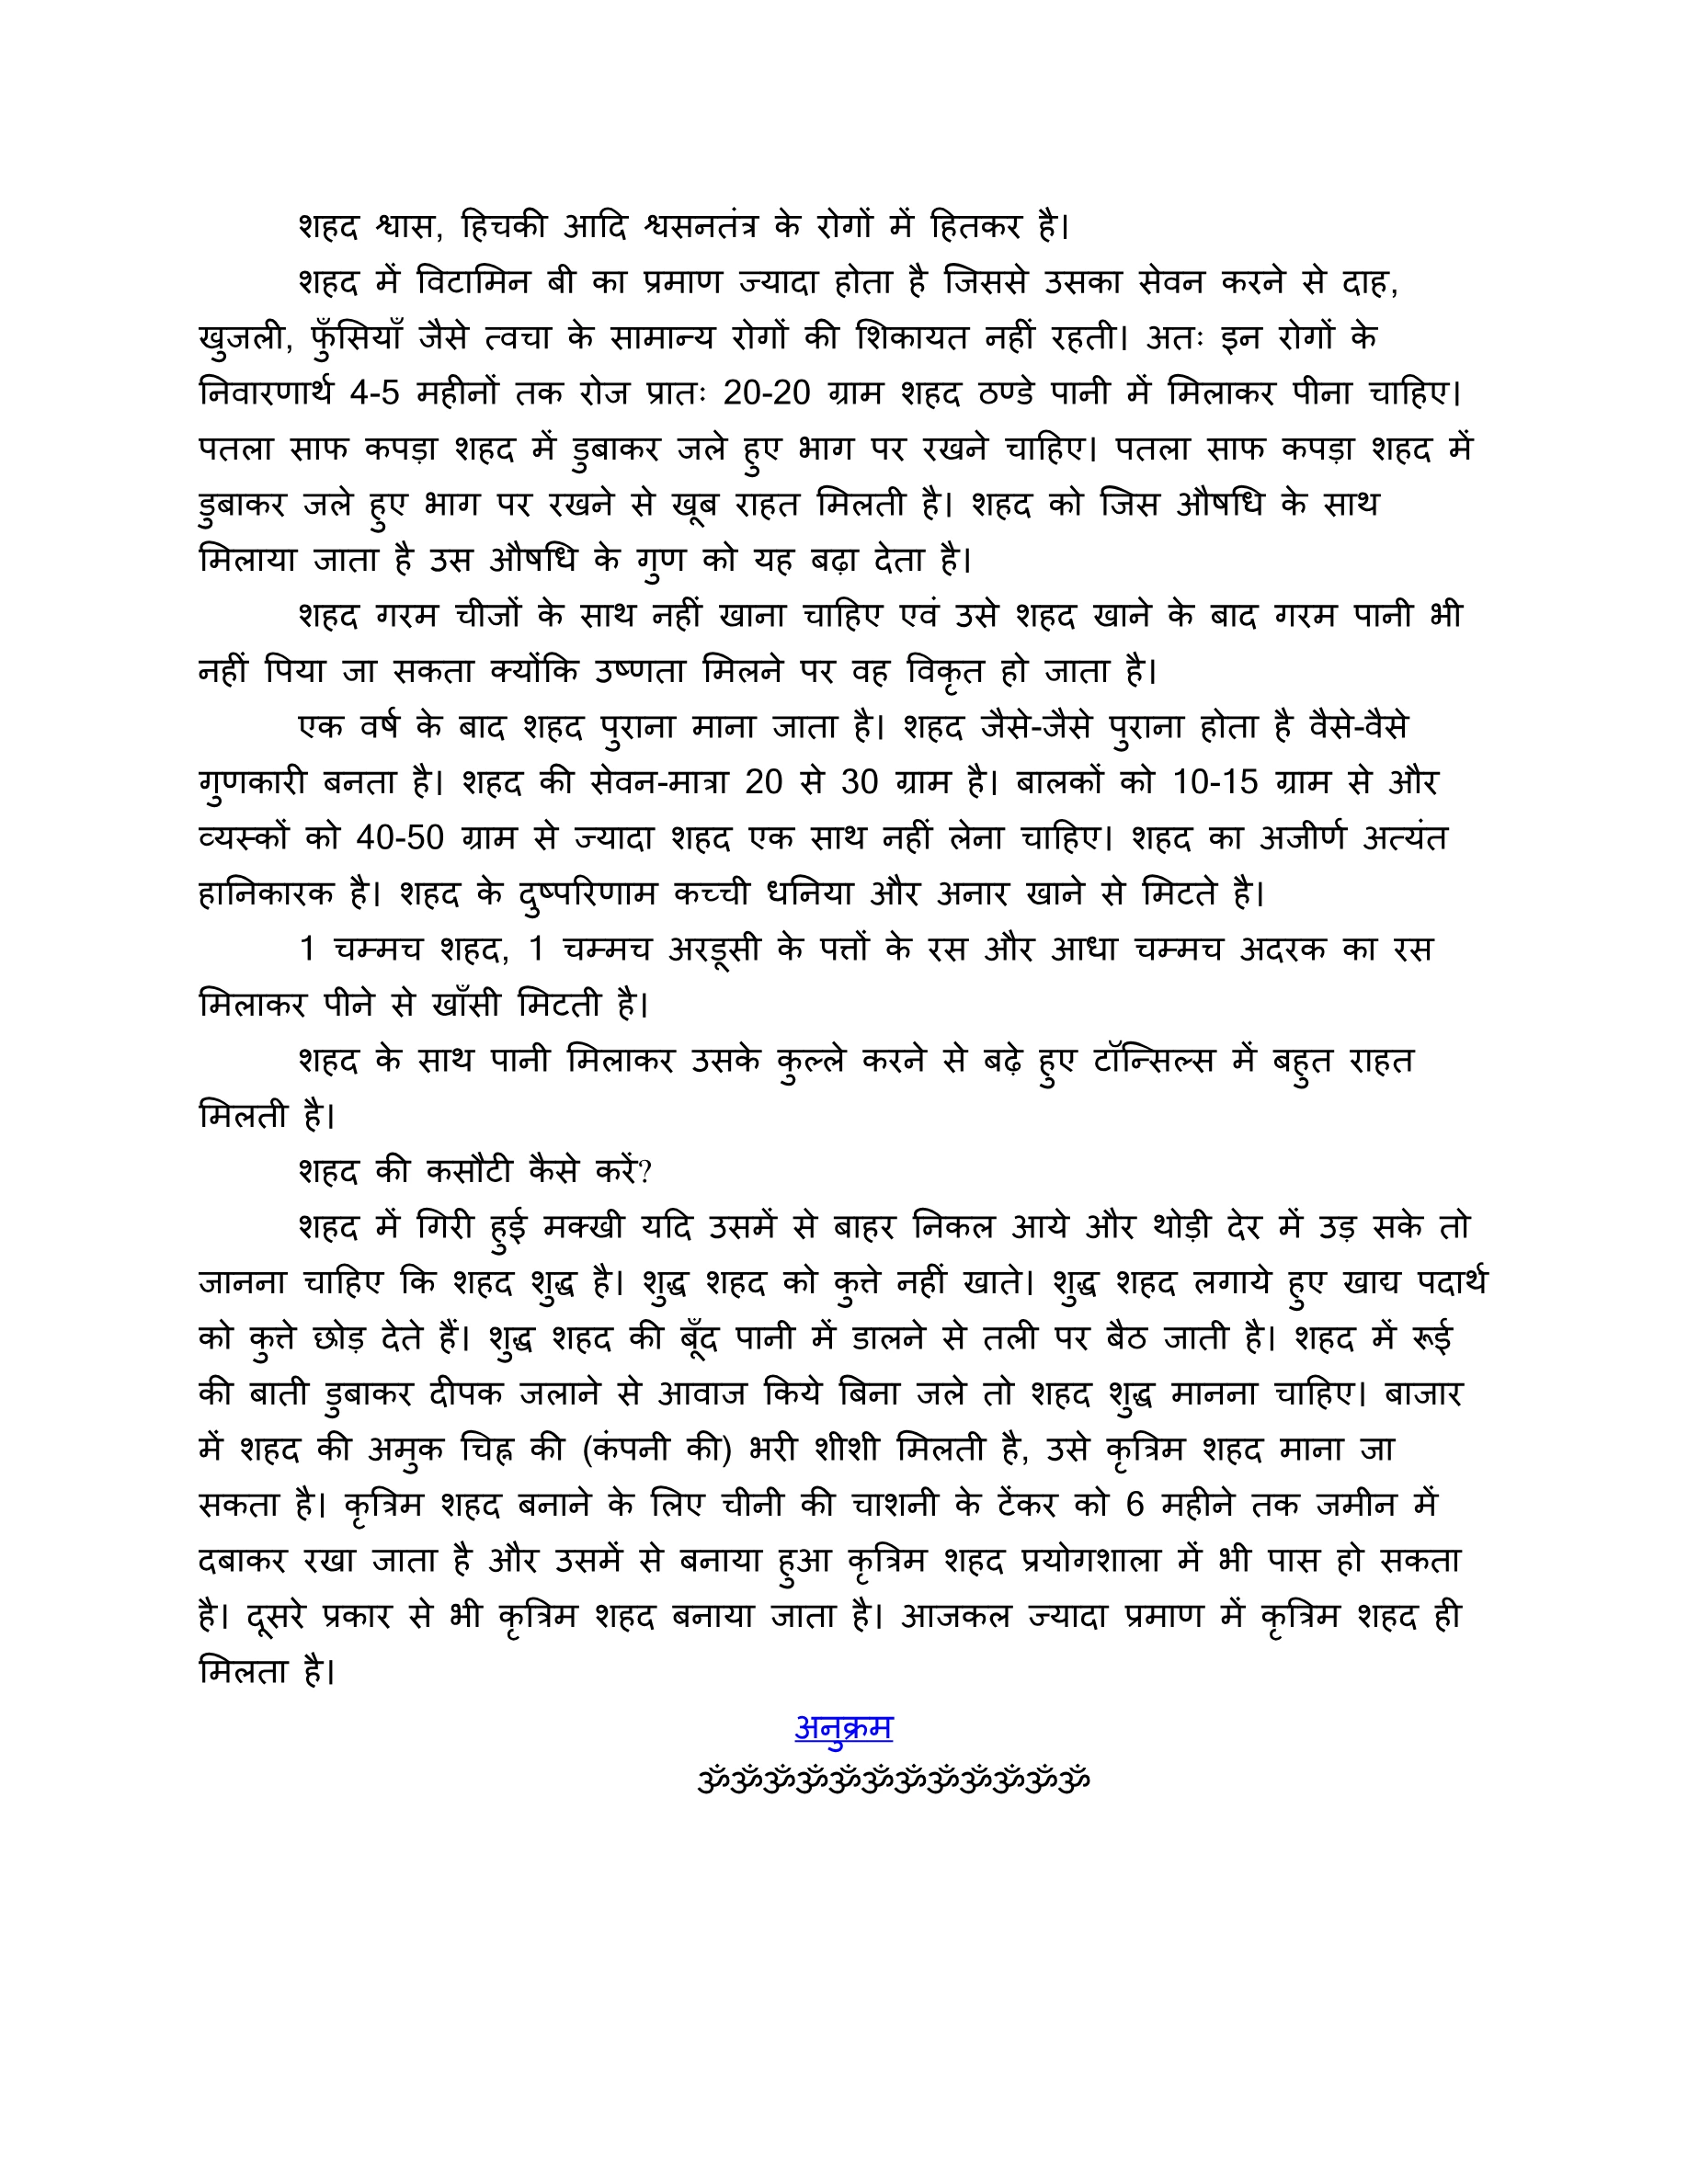 शहद श्वास, हिचकी आदि श्वसनतंत्र के रोगों में हितकर है।
शहद में विटामिन बी का प्रमाण ज्यादा होता है जिससे उसका सेवन करने से दाह,
खुजली, फुँसियाँ जैसे त्वचा के सामान्य रोगों की शिकायत नहीं रहती। अतः इन रोगों के
निवारणार्थ 4-5 महीनों तक रोज प्रातः 20-20 ग्राम शहद ठण्डे पानी में मिलाकर पीना चाहिए।
पतला साफ कपड़ा शहद में डुबाकर जले हुए भाग पर रखने चाहिए। पतला साफ कपड़ा शहद में
डुबाकर जले हुए भाग पर रखने से खूब राहत मिलती है। शहद को जिस औषधि के साथ
मिलाया जाता है उस औषधि के गुण को यह बढ़ा देता है।
शहद गरम चीजों के साथ नहीं खाना चाहिए एवं उसे शहद खाने के बाद गरम पानी भी
नहीं पिया जा सकता क्योंकि उष्णता मिलने पर वह विकृत हो जाता है।
एक वर्ष के बाद शहद पुराना माना जाता है। शहद जैसे-जैसे पुराना होता है वैसे-वैसे
गुणकारी बनता है। शहद की सेवन-मात्रा 20 से 30 ग्राम है। बालकों को 10-15 ग्राम से और
व्यस्कों को 40-50 ग्राम से ज्यादा शहद एक साथ नहीं लेना चाहिए। शहद का अजीर्ण अत्यंत
हानिकारक है। शहद के दुष्परिणाम कच्ची धनिया और अनार खाने से मिटते है।
1 चम्मच शहद, 1 चम्मच अरडूसी के पत्तों के रस और आधा चम्मच अदरक का रस
मिलाकर पीने से खाँसी मिटती है।
शहद के साथ पानी मिलाकर उसके कुल्ले करने से बढ़े हुए टॉन्सिल्स में बहुत राहत
मिलती है।
शहद की कसौटी कैसे करें?
शहद में गिरी हुई मक्खी यदि उसमें से बाहर निकल आये और थोड़ी देर में उड़ सके तो
जानना चाहिए कि शहद शुद्ध है। शुद्ध शहद को कुत्ते नहीं खाते। शुद्ध शहद लगाये हुए खाद्य पदार्थ
को कुत्ते छोड़ देते हैं। शुद्ध शहद की बूँद पानी में डालने से तली पर बैठ जाती है। शहद में रूई
की बाती डुबाकर दीपक जलाने से आवाज किये बिना जले तो शहद शुद्ध मानना चाहिए। बाजार
में शहद की अमुक चिह्न की (कंपनी की) भरी शीशी मिलती है, उसे कृत्रिम शहद माना जा
सकता है। कृत्रिम शहद बनाने के लिए चीनी की चाशनी के टेंकर को 6 महीने तक जमीन में
दबाकर रखा जाता है और उसमें से बनाया हुआ कृत्रिम शहद प्रयोगशाला में भी पास हो सकता
है। दूसरे प्रकार से भी कृत्रिम शहद बनाया जाता है। आजकल ज्यादा प्रमाण में कृत्रिम शहद ही
मिलता है।
अनुक्रम
ॐॐॐॐॐॐॐॐॐॐॐॐ